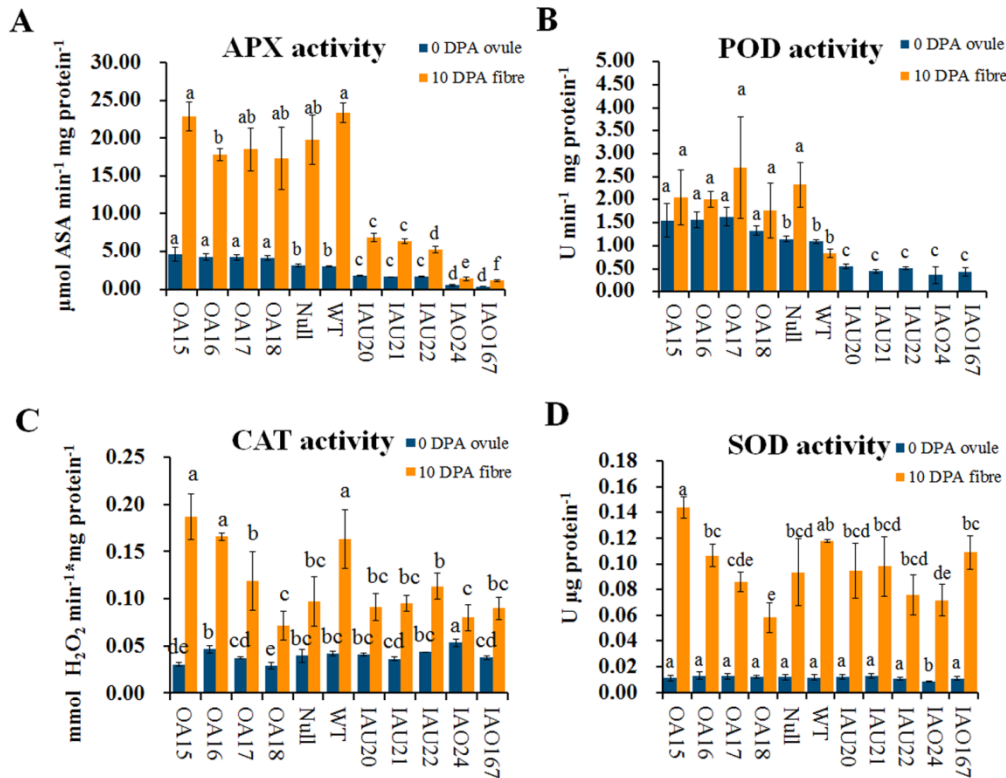 A
APX activity
0 DPA ovule
10 DPA fibre
µmol ASA min⁻¹ mg protein⁻¹
30.00
25.00
20.00
15.00
10.00
5.00
0.00
a b ab ab ab a c c d e f
a a a a b b c c c d d
OA15 OA16 OA17 OA18 Null WT IAU20 IAU21 IAU22 IAO24 IAO167
B
POD activity
0 DPA ovule
10 DPA fibre
U min⁻¹ mg protein⁻¹
5.00
4.50
4.00
3.50
3.00
2.50
2.00
1.50
1.00
0.50
0.00
a a a a a b
a a a a b b c c c c c
OA15 OA16 OA17 OA18 Null WT IAU20 IAU21 IAU22 IAO24 IAO167
C
CAT activity
0 DPA ovule
10 DPA fibre
mmol H₂O₂ min⁻¹*mg protein⁻¹
0.25
0.20
0.15
0.10
0.05
0.00
a a b c bc a bc bc b c bc
de b cd e bc bc bc cd bc a cd
OA15 OA16 OA17 OA18 Null WT IAU20 IAU21 IAU22 IAO24 IAO167
D
SOD activity
0 DPA ovule
10 DPA fibre
U µg protein⁻¹
0.18
0.16
0.14
0.12
0.10
0.08
0.06
0.04
0.02
0.00
a bc cde e bcd ab bcd bcd bcd de bc
a a a a a a a a a b a
OA15 OA16 OA17 OA18 Null WT IAU20 IAU21 IAU22 IAO24 IAO167